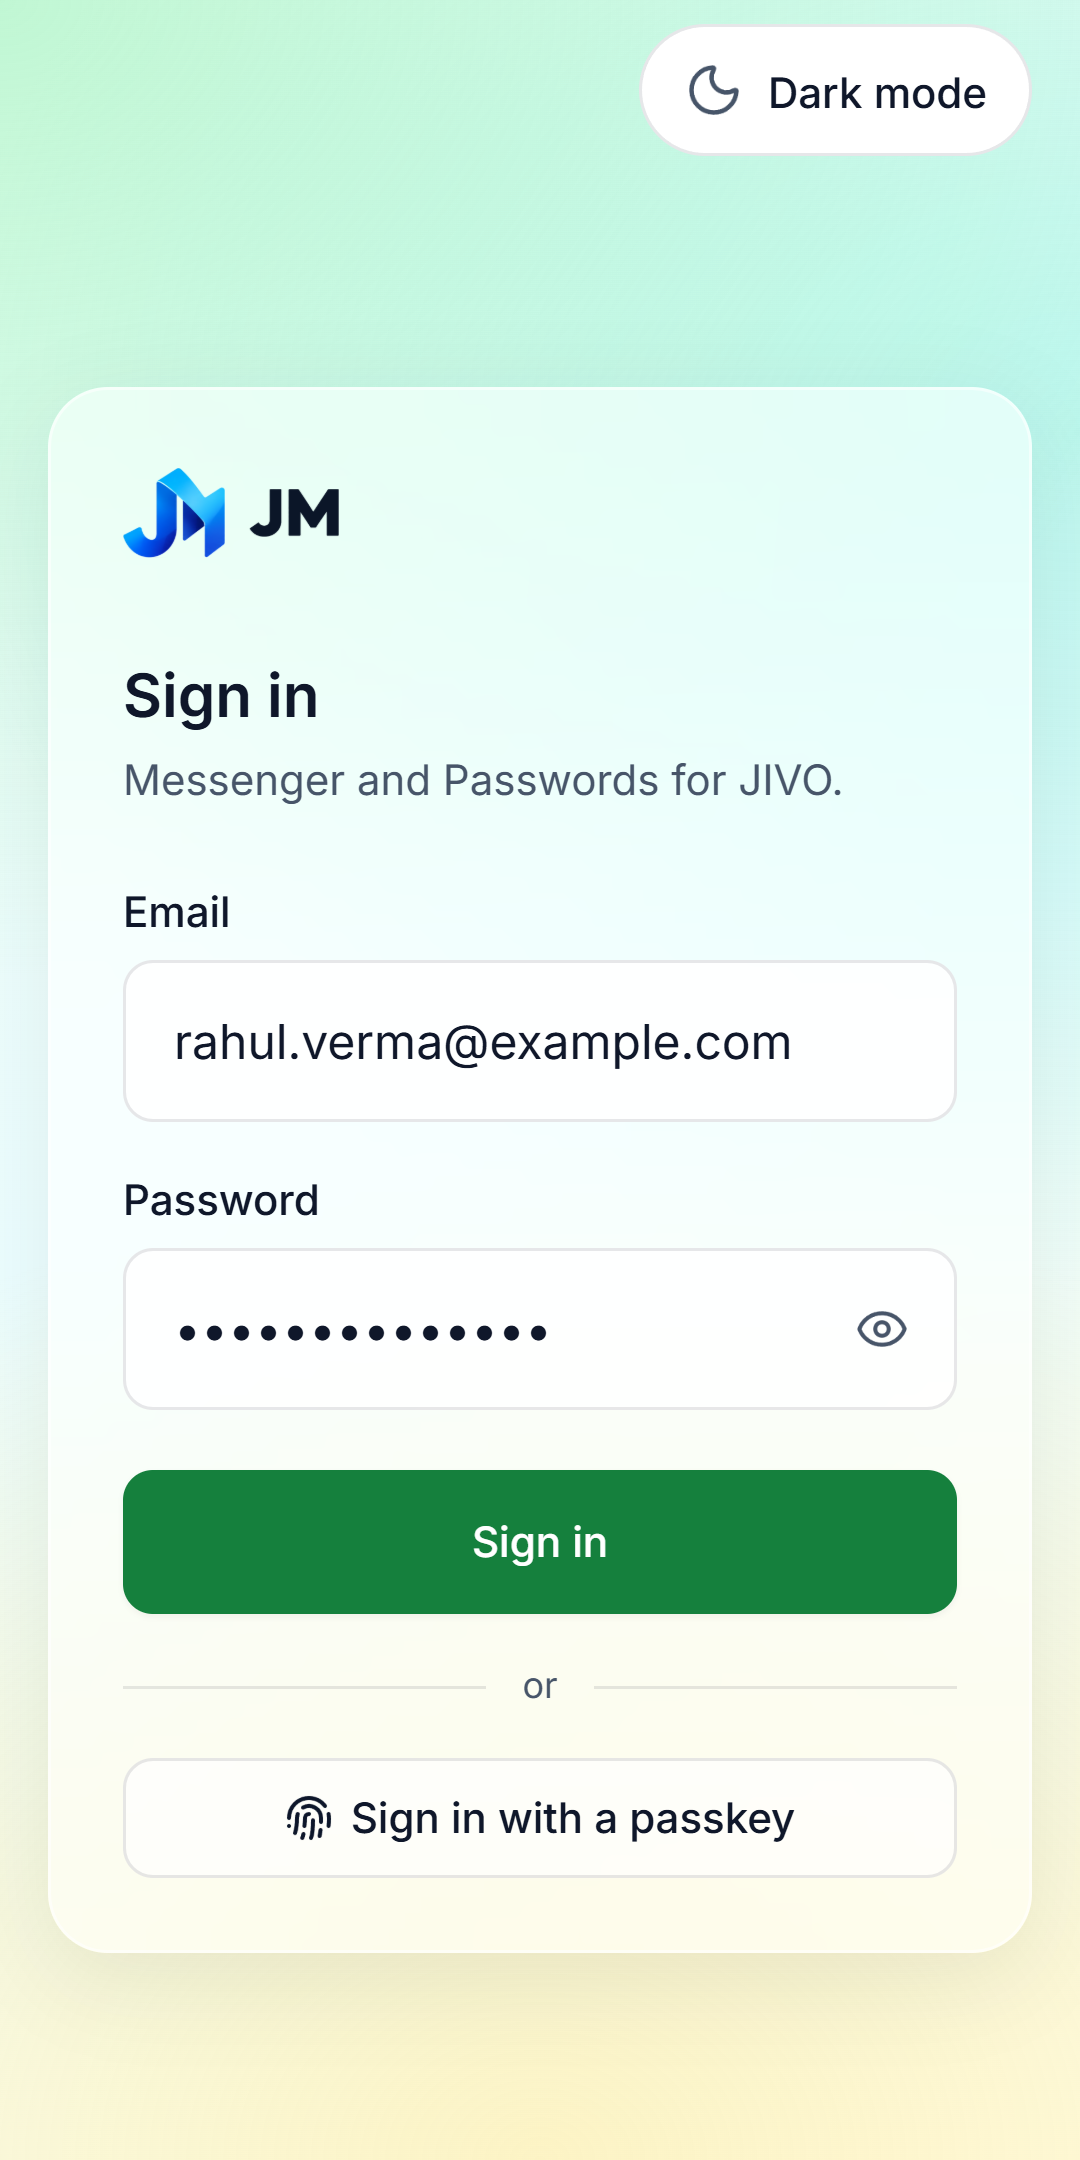 Dark mode
JM JM
Sign in
Messenger and Passwords for JIVO.
Email
rahul.verma@example.com
Password
••••••••••••••
Sign in
or
Sign in with a passkey